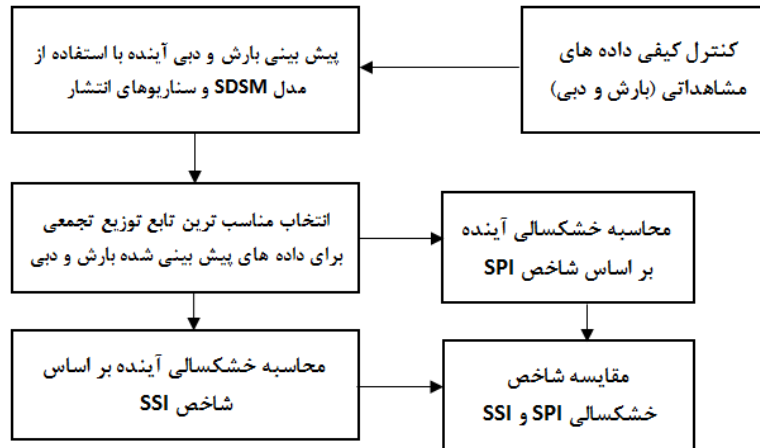 کنترل کیفی داده های
مشاهداتی (بارش و دبی)
پیش بینی بارش و دبی آینده با استفاده از
مدل SDSM و سناریوهای انتشار
انتخاب مناسب ترین تابع توزیع تجمعی
برای داده های پیش بینی شده بارش و دبی
محاسبه خشکسالی آینده
بر اساس شاخص SPI
محاسبه خشکسالی آینده بر اساس
شاخص SSI
مقایسه شاخص
خشکسالی SPI و SSI